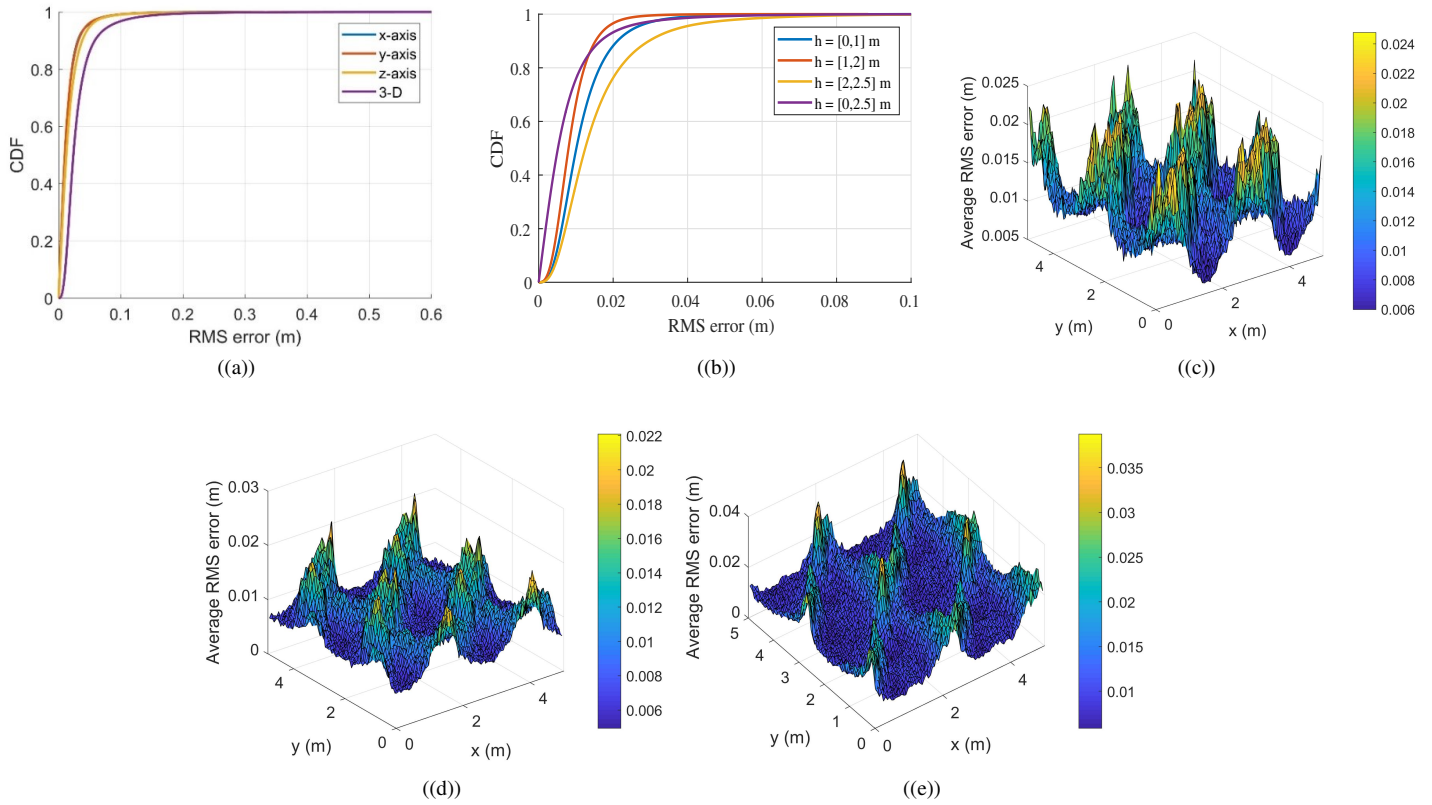 1
0.8
0.6
0.4
0.2
0
CDF
0 0.1 0.2 0.3 0.4 0.5 0.6
RMS error (m)
x-axis
y-axis
z-axis
3-D
((a))
1
0.8
0.6
0.4
0.2
0
CDF
0 0.02 0.04 0.06 0.08 0.1
RMS error (m)
h = [0,1] m
h = [1,2] m
h = [2,2.5] m
h = [0,2.5] m
((b))
0.025
0.02
0.015
0.01
0.005
Average RMS error (m)
4
2
0
y (m)
0
2
4
x (m)
0.024
0.022
0.02
0.018
0.016
0.014
0.012
0.01
0.008
0.006
((c))
0.03
0.02
0.01
0
Average RMS error (m)
4
2
0
y (m)
0
2
4
x (m)
0.022
0.02
0.018
0.016
0.014
0.012
0.01
0.008
0.006
((d))
0.04
0.02
0
Average RMS error (m)
5
4
3
2
1
0
y (m)
0
2
4
x (m)
0.035
0.03
0.025
0.02
0.015
0.01
((e))